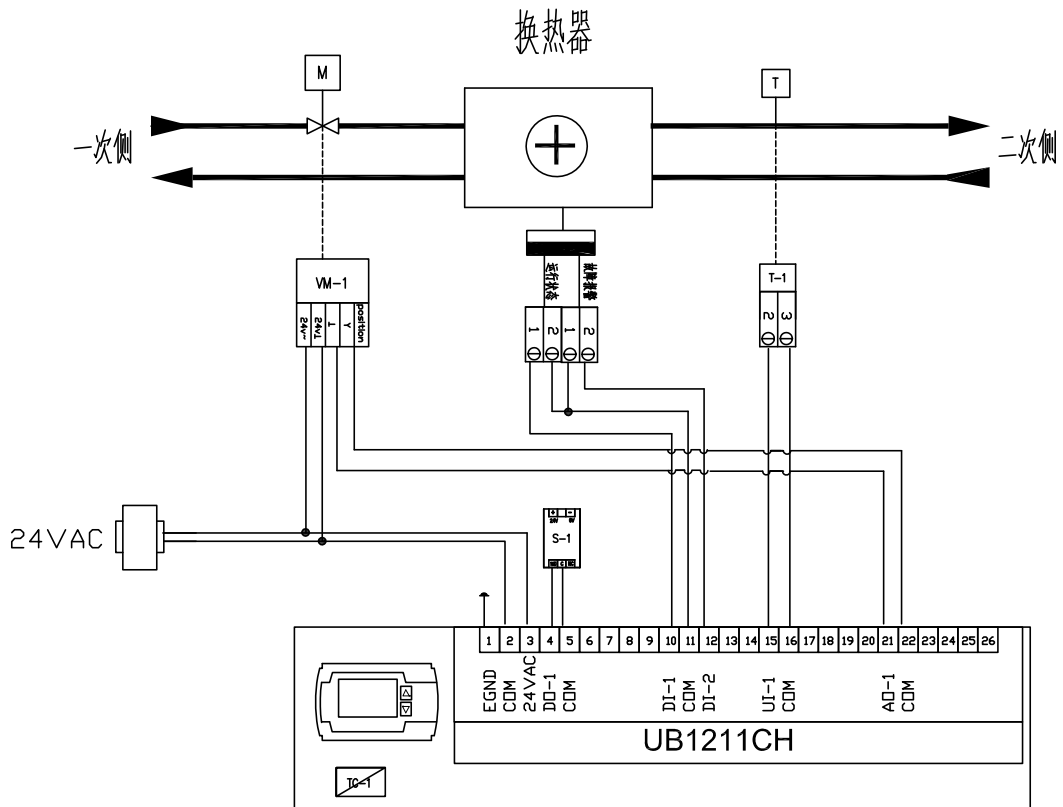 换热器
M
T
一次侧
二次侧
VM-1
24V~
24V⊥
⊥
Y
position
运行状态
故障报警
1
2
1
2
T-1
2
3
24VAC
+ -
24V 0V
S-1
NO C NC
1 2 3 4 5 6 7 8 9 10 11 12 13 14 15 16 17 18 19 20 21 22 23 24 25 26
EGND
COM
24VAC
DO-1
COM
DI-1
COM
DI-2
UI-1
COM
AO-1
COM
UB1211CH
TC-1